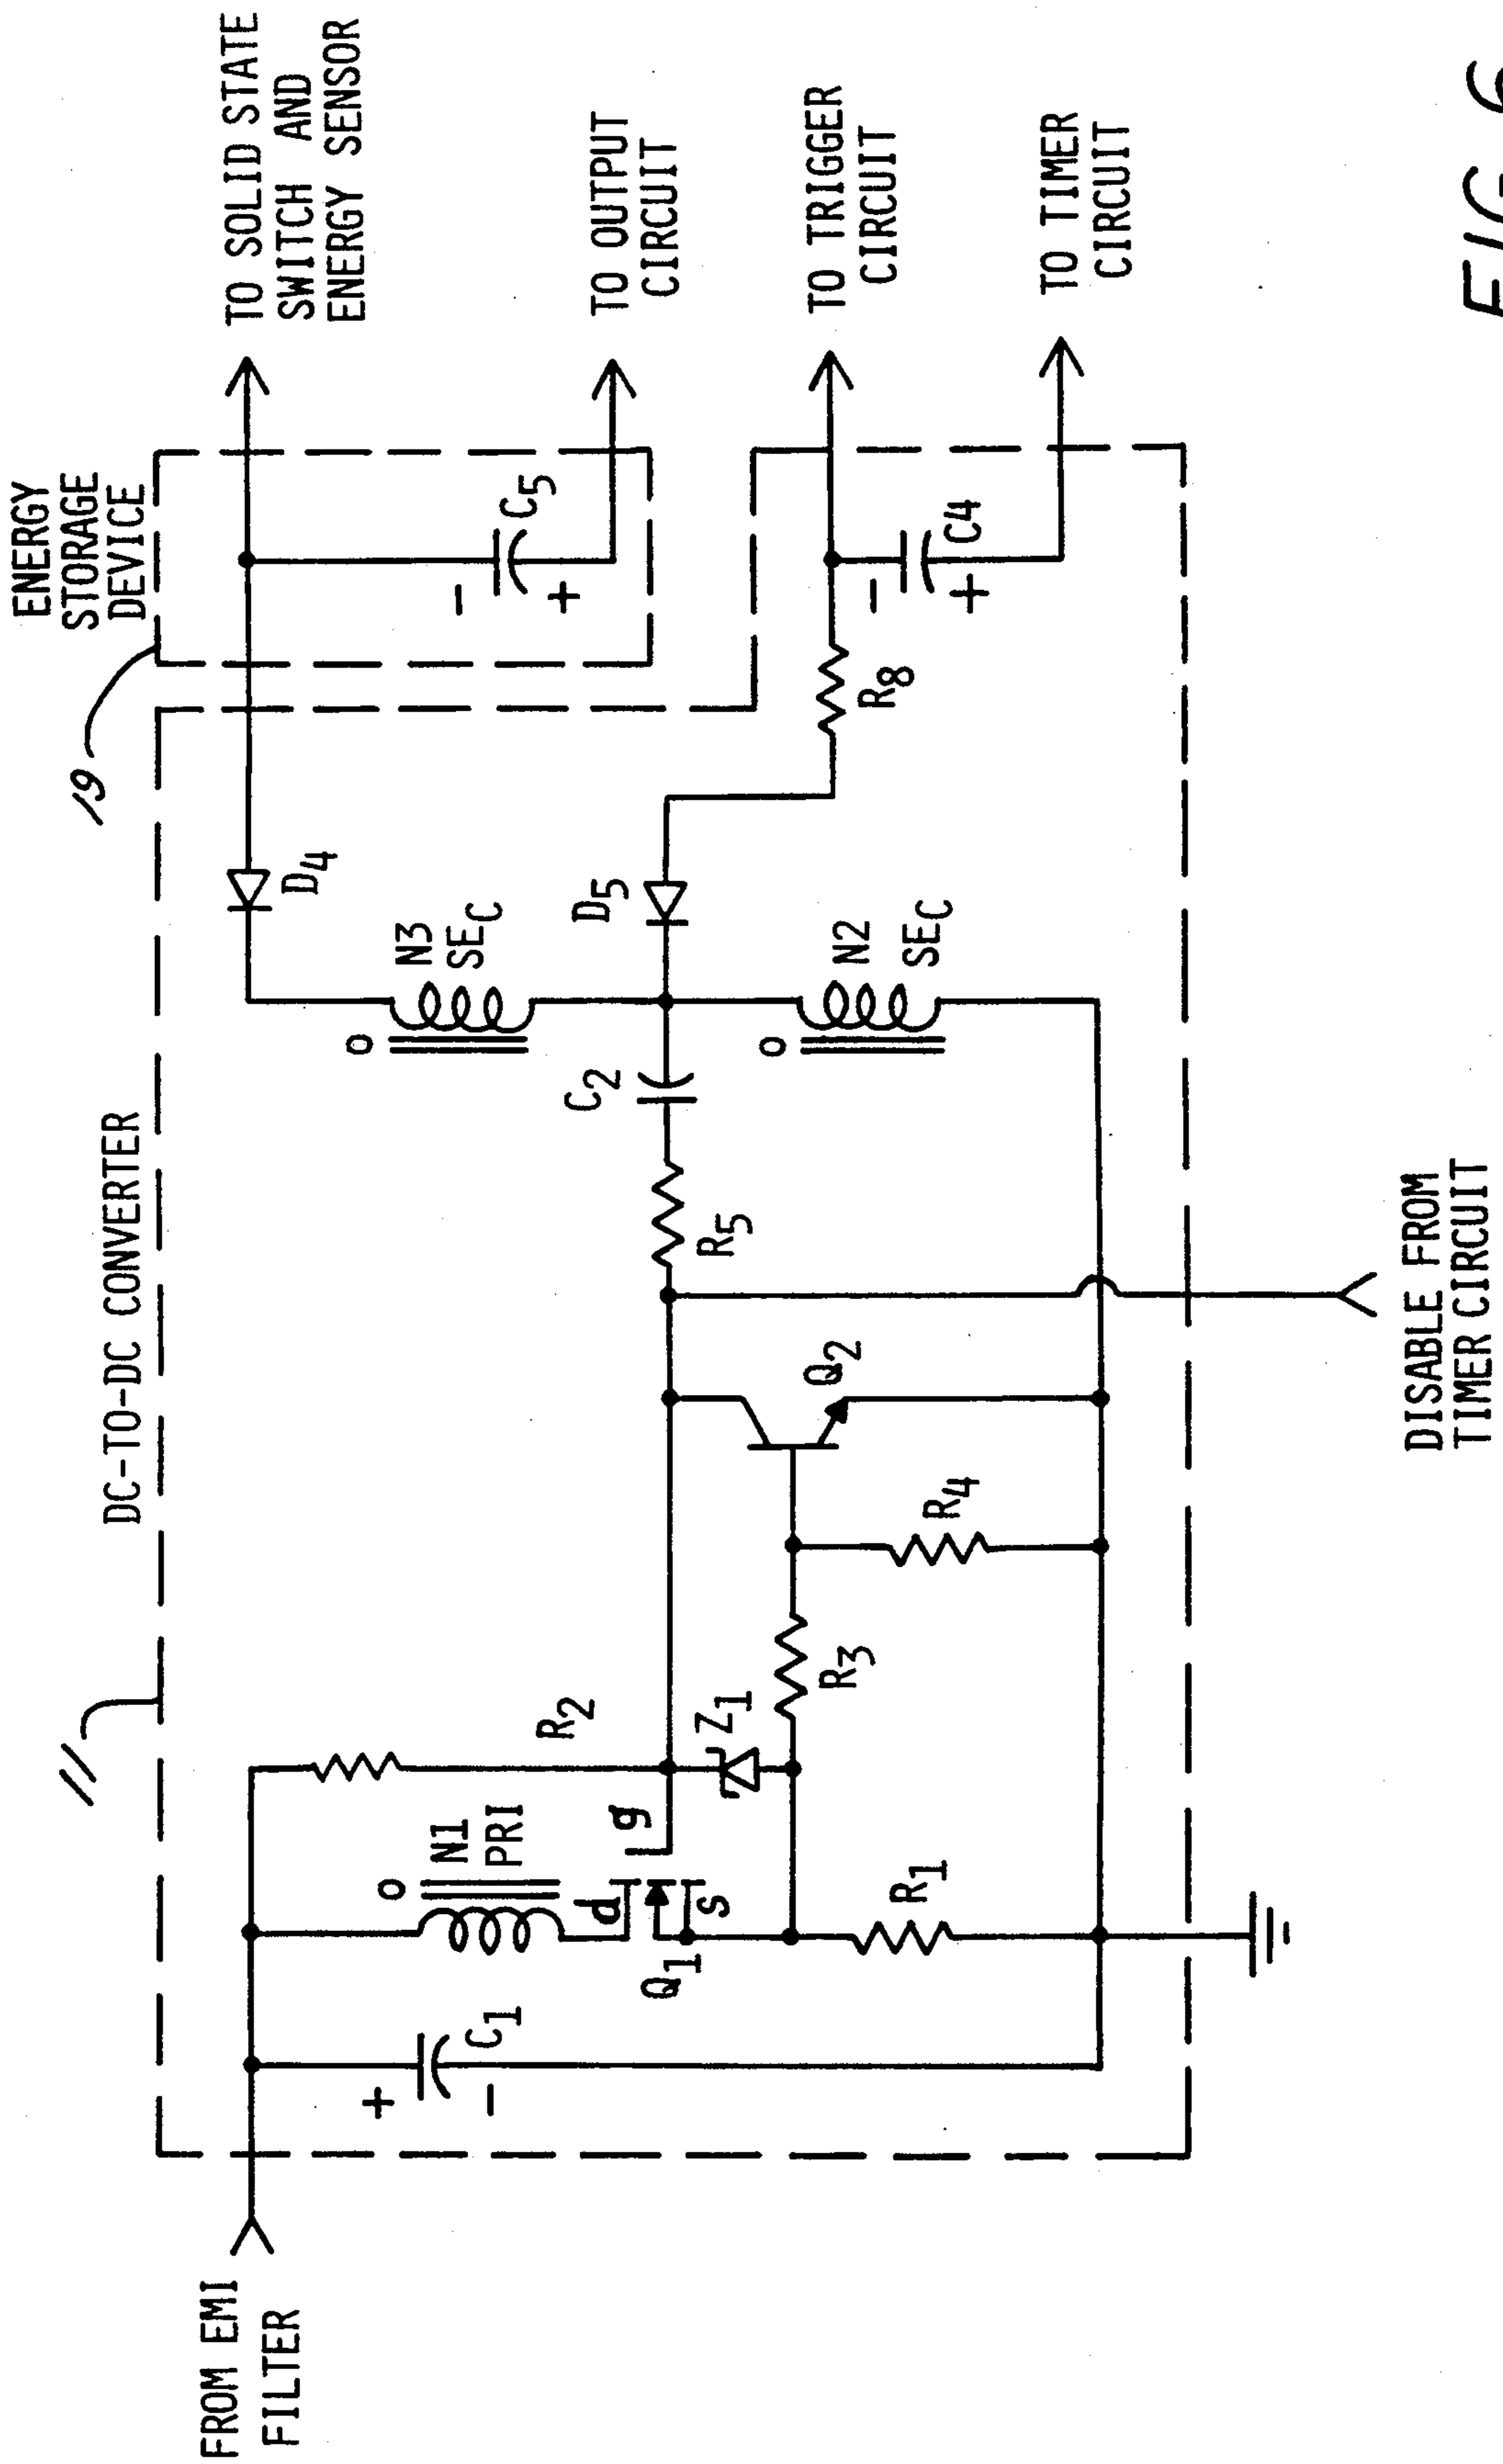 ENERGY
STORAGE
DEVICE
19
TO SOLID STATE
SWITCH AND
ENERGY SENSOR
DC-TO-DC CONVERTER
11
FROM EMI
FILTER
+
C1
-
N1
PRI
o
d
g
s
Q1
R1
R2
Z1
R3
R4
Q2
R5
C2
o
N3
SEC
o
N2
SEC
D4
D5
R8
-
C5
+
-
C4
+
TO OUTPUT
CIRCUIT
TO TRIGGER
CIRCUIT
TO TIMER
CIRCUIT
DISABLE FROM
TIMER CIRCUIT
FIG. 6